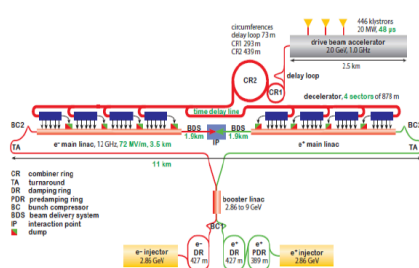 circumferences
delay loop 73 m
CR1 293 m
CR2 439 m
446 klystrons
20 MW, 48 µs
drive beam accelerator
2.0 GeV, 1.0 GHz
2.5 km
delay loop
CR2
CR1
decelerator, 4 sectors of 878 m
time delay line
BC2
BDS
1.9km
IP
BDS
1.9km
BC2
TA
e⁻ main linac, 12 GHz, 72 MV/m, 3.5 km
e⁺ main linac
TA
11 km
CR combiner ring
TA turnaround
DR damping ring
PDR predamping ring
BC bunch compressor
BDS beam delivery system
IP interaction point
dump
booster linac
2.86 to 9 GeV
BC1
e⁻ injector
2.86 GeV
e⁻
DR
427 m
e⁺
DR
427 m
e⁺
PDR
389 m
e⁺ injector
2.86 GeV